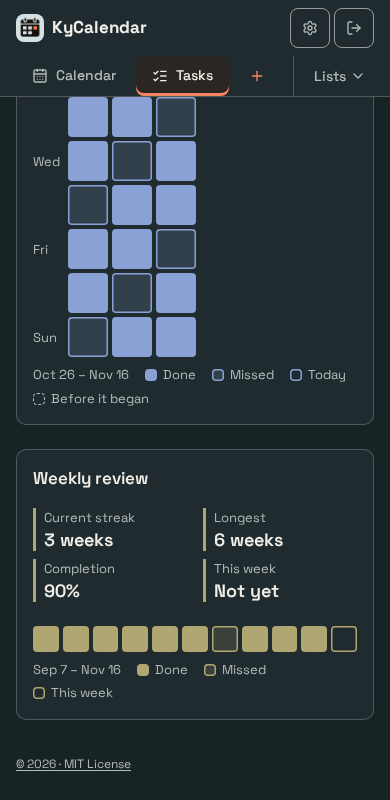 KyCalendar
Calendar Tasks + Lists
Wed
Fri
Sun
Oct 26 – Nov 16 Done Missed Today
Before it began
Weekly review
Current streak Longest
3 weeks 6 weeks
Completion This week
90% Not yet
Sep 7 – Nov 16 Done Missed
This week
© 2026 · MIT License